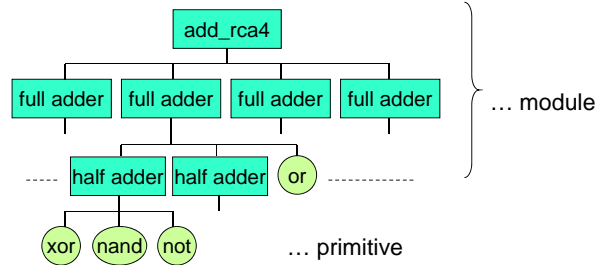 add_rca4
full adder full adder full adder full adder
... module
half adder half adder or
xor nand not
... primitive